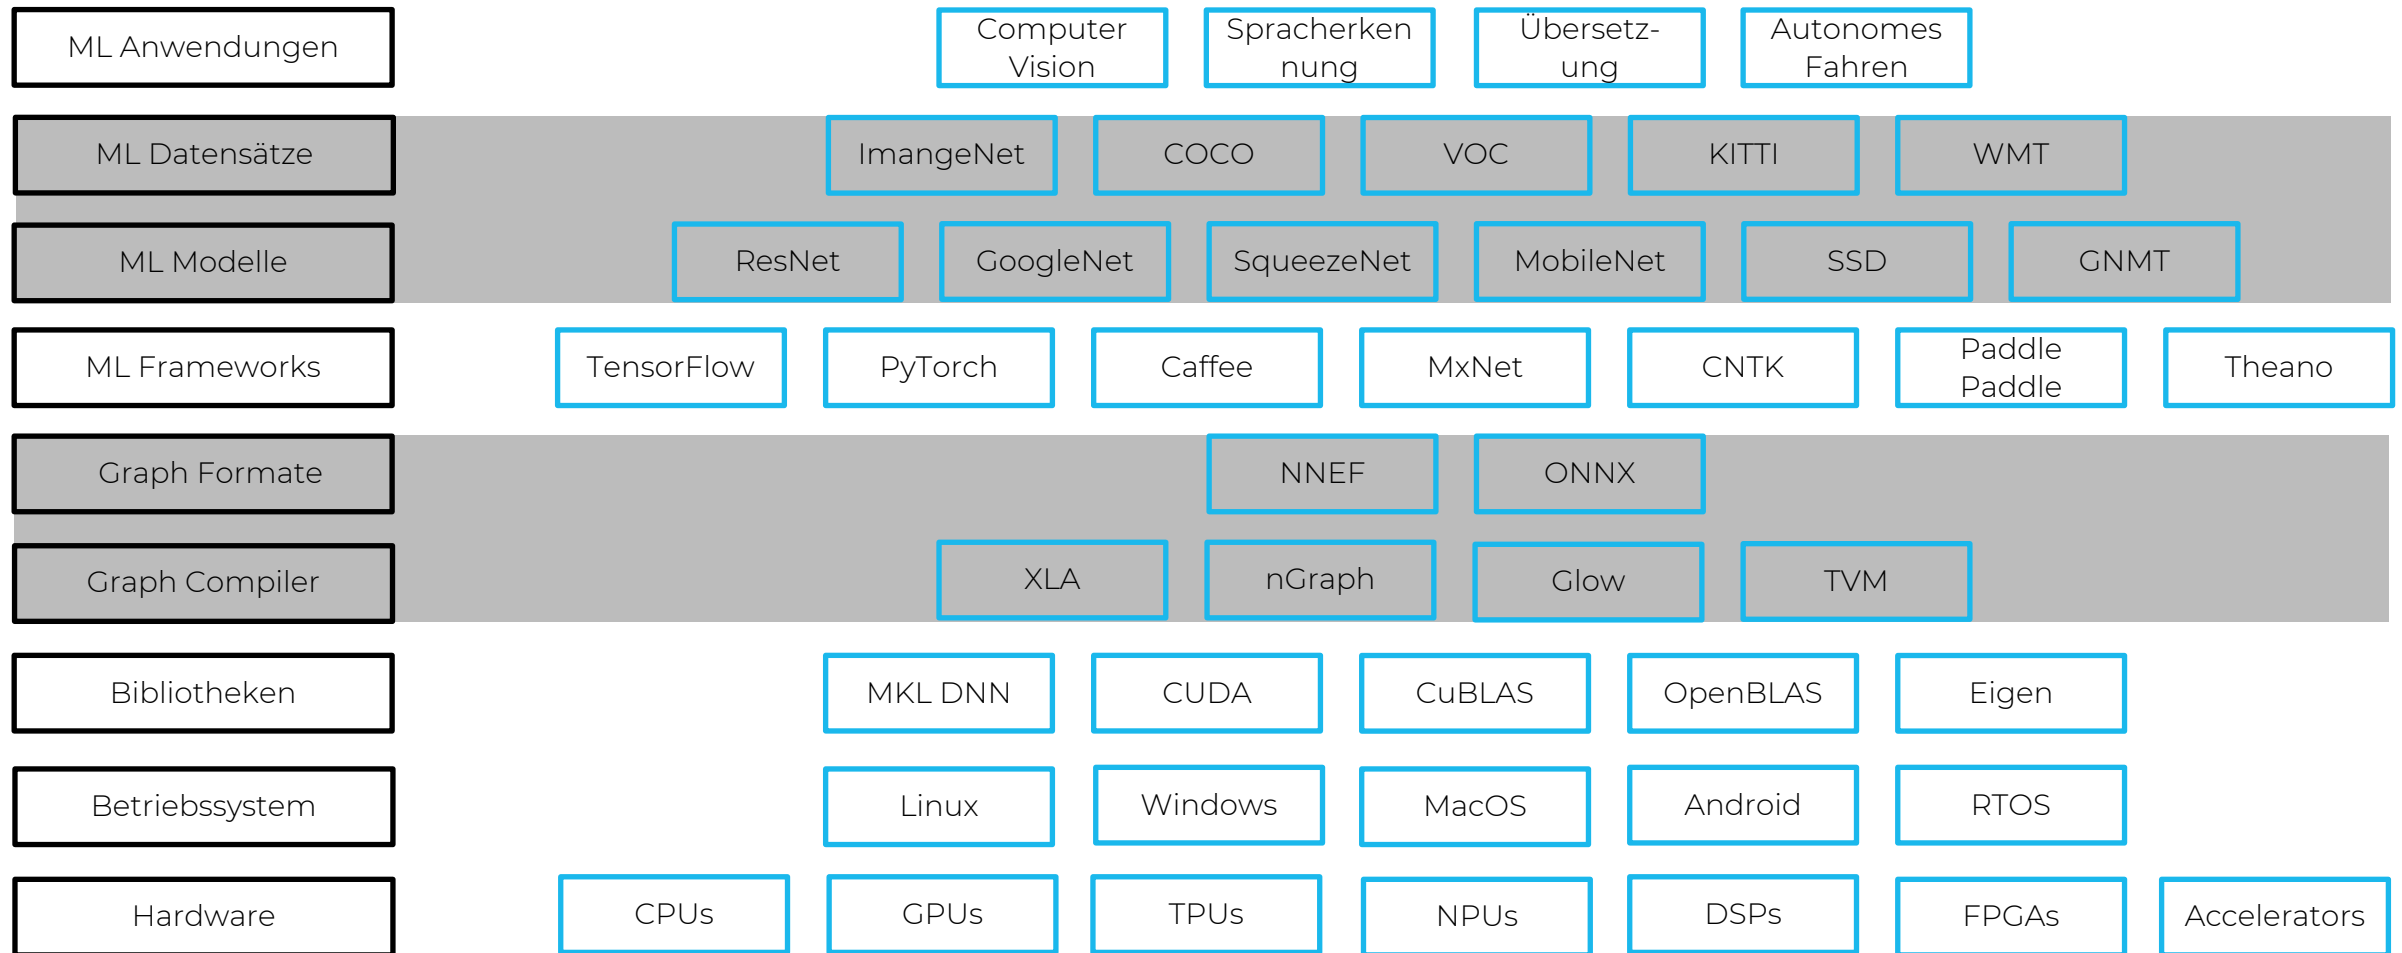 ML Anwendungen
Computer
Vision
Spracherken
nung
Übersetz-
ung
Autonomes
Fahren
ML Datensätze
ImangeNet
COCO
VOC
KITTI
WMT
ML Modelle
ResNet
GoogleNet
SqueezeNet
MobileNet
SSD
GNMT
ML Frameworks
TensorFlow
PyTorch
Caffee
MxNet
CNTK
Paddle
Paddle
Theano
Graph Formate
NNEF
ONNX
Graph Compiler
XLA
nGraph
Glow
TVM
Bibliotheken
MKL DNN
CUDA
CuBLAS
OpenBLAS
Eigen
Betriebssystem
Linux
Windows
MacOS
Android
RTOS
Hardware
CPUs
GPUs
TPUs
NPUs
DSPs
FPGAs
Accelerators